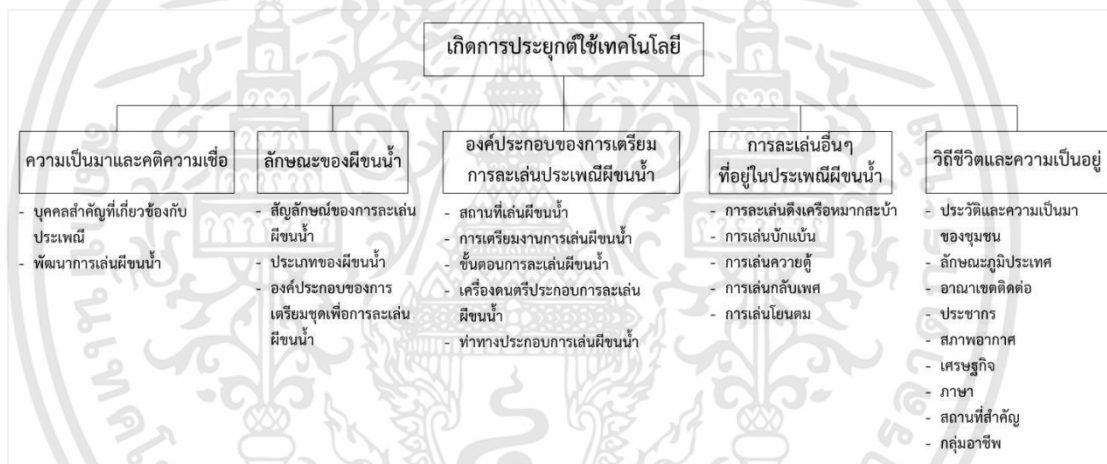 เกิดการประยุกต์ใช้เทคโนโลยี
ความเป็นมาและคติความเชื่อ
- บุคคลสำคัญที่เกี่ยวข้องกับ
ประเพณี
- พัฒนาการเล่นผีขนน้ำ
ลักษณะของผีขนน้ำ
- สัญลักษณ์ของการละเล่น
ผีขนน้ำ
- ประเภทของผีขนน้ำ
- องค์ประกอบของการ
เตรียมชุดเพื่อการละเล่น
ผีขนน้ำ
องค์ประกอบของการเตรียม
การละเล่นประเพณีผีขนน้ำ
- สถานที่เล่นผีขนน้ำ
- การเตรียมงานการเล่นผีขนน้ำ
- ขั้นตอนการละเล่นผีขนน้ำ
- เครื่องดนตรีประกอบการละเล่น
ผีขนน้ำ
- ท่าทางประกอบการเล่นผีขนน้ำ
การละเล่นอื่นๆ
ที่อยู่ในประเพณีผีขนน้ำ
- การละเล่นดึงเครือหมากสะบ้า
- การเล่นบักแบ้น
- การเล่นควายตู้
- การเล่นกลับเพศ
- การเล่นโยนตม
วิถีชีวิตและความเป็นอยู่
- ประวัติและความเป็นมา
ของชุมชน
- ลักษณะภูมิประเทศ
- อาณาเขตติดต่อ
- ประชากร
- สภาพอากาศ
- เศรษฐกิจ
- ภาษา
- สถานที่สำคัญ
- กลุ่มอาชีพ